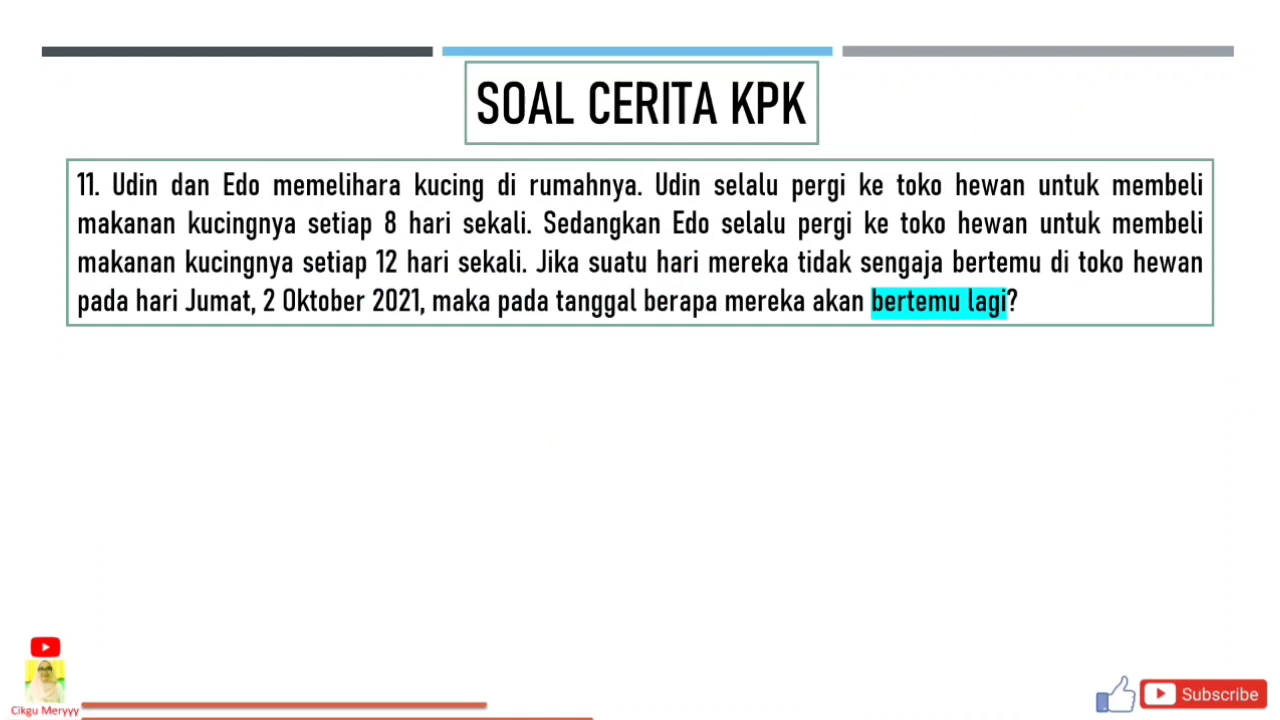 SOAL CERITA KPK
11. Udin dan Edo memelihara kucing di rumahnya. Udin selalu pergi ke toko hewan untuk membeli
makanan kucingnya setiap 8 hari sekali. Sedangkan Edo selalu pergi ke toko hewan untuk membeli
makanan kucingnya setiap 12 hari sekali. Jika suatu hari mereka tidak sengaja bertemu di toko hewan
pada hari Jumat, 2 Oktober 2021, maka pada tanggal berapa mereka akan bertemu lagi?
Cikgu Meryyy
Subscribe